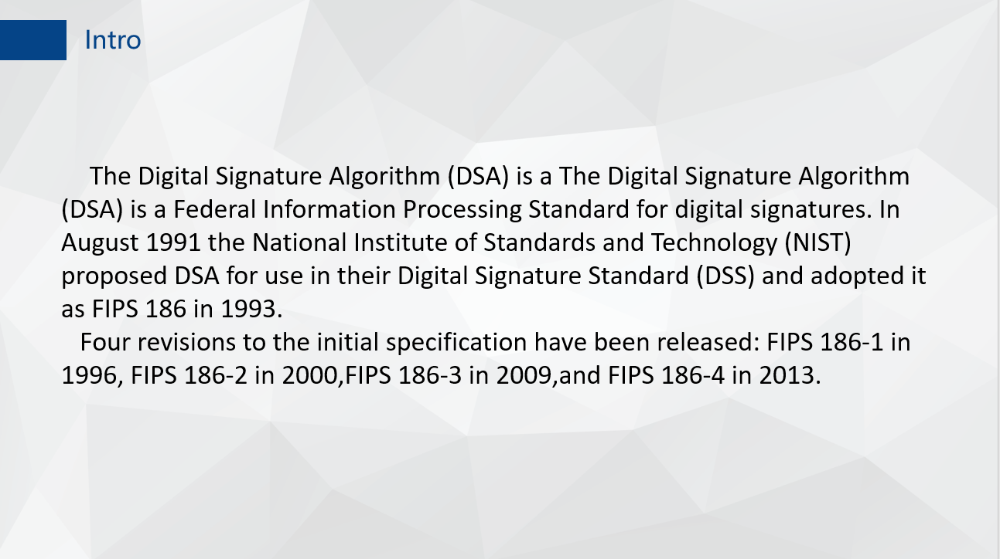 Intro
The Digital Signature Algorithm (DSA) is a The Digital Signature Algorithm
(DSA) is a Federal Information Processing Standard for digital signatures. In
August 1991 the National Institute of Standards and Technology (NIST)
proposed DSA for use in their Digital Signature Standard (DSS) and adopted it
as FIPS 186 in 1993.
Four revisions to the initial specification have been released: FIPS 186-1 in
1996, FIPS 186-2 in 2000,FIPS 186-3 in 2009,and FIPS 186-4 in 2013.